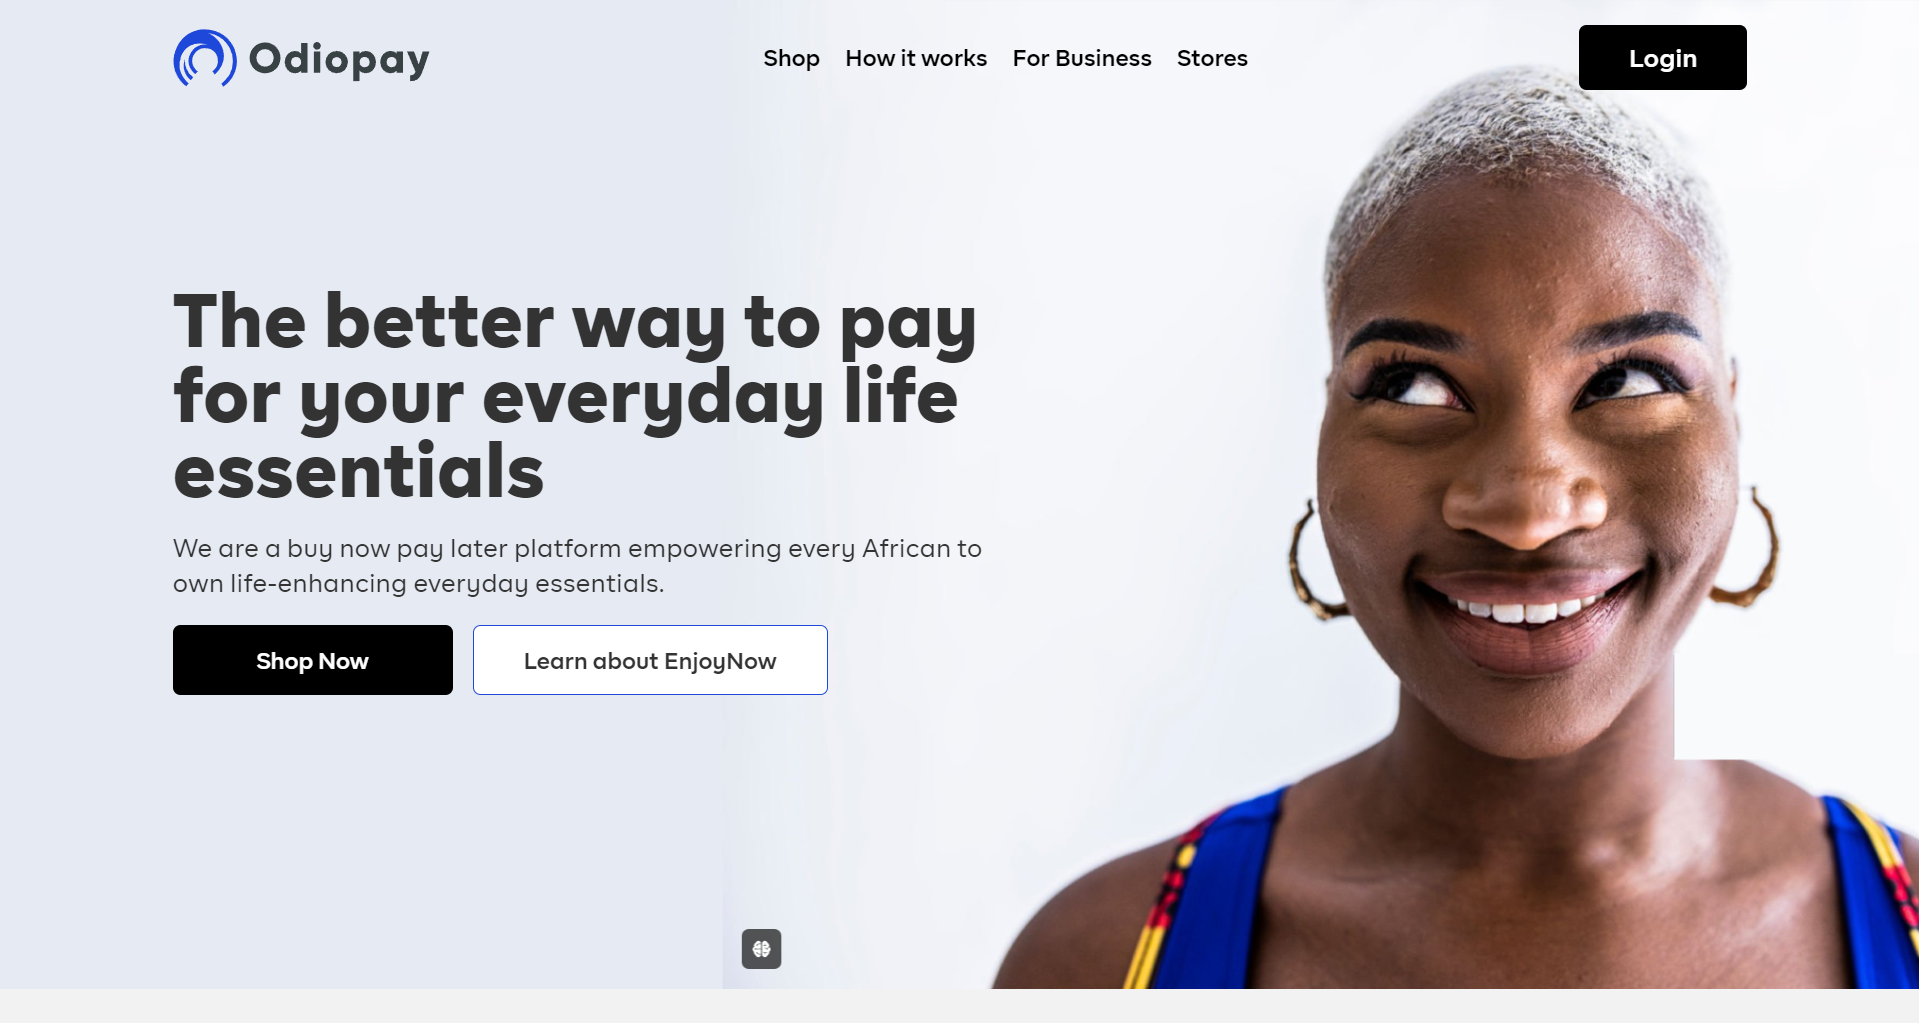 Odiopay
Shop How it works For Business Stores
Login
The better way to pay
for your everyday life
essentials
We are a buy now pay later platform empowering every African to
own life-enhancing everyday essentials.
Shop Now
Learn about EnjoyNow